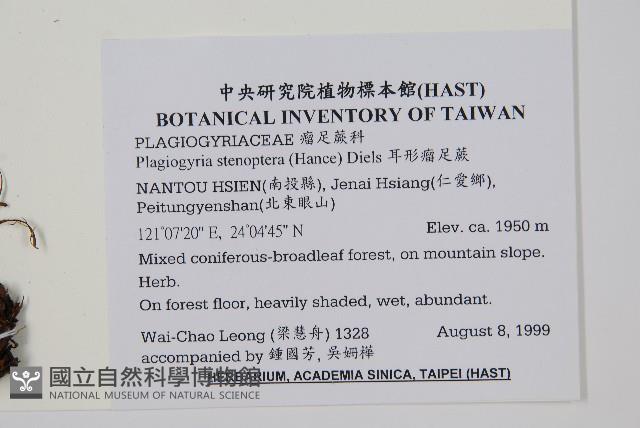 中央研究院植物標本館(HAST)
BOTANICAL INVENTORY OF TAIWAN
PLAGIOGYRIACEAE 瘤足蕨科
Plagiogyria stenoptera (Hance) Diels 耳形瘤足蕨
NANTOU HSIEN(南投縣), Jenai Hsiang(仁愛鄉),
Peitungyenshan(北東眼山)
121°07'20" E, 24°04'45" N Elev. ca. 1950 m
Mixed coniferous-broadleaf forest, on mountain slope.
Herb.
On forest floor, heavily shaded, wet, abundant.
Wai-Chao Leong (梁慧舟) 1328 August 8, 1999
accompanied by 鍾國芳, 吳姍樺
HERBARIUM, ACADEMIA SINICA, TAIPEI (HAST)
國立自然科學博物館
NATIONAL MUSEUM OF NATURAL SCIENCE